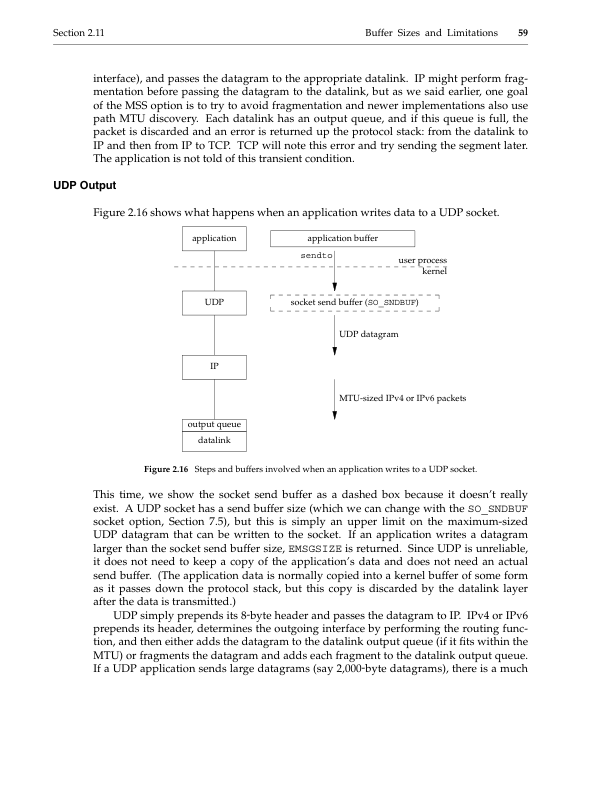 Section 2.11 Buffer Sizes and Limitations 59
interface), and passes the datagram to the appropriate datalink. IP might perform frag-
mentation before passing the datagram to the datalink, but as we said earlier, one goal
of the MSS option is to try to avoid fragmentation and newer implementations also use
path MTU discovery. Each datalink has an output queue, and if this queue is full, the
packet is discarded and an error is returned up the protocol stack: from the datalink to
IP and then from IP to TCP. TCP will note this error and try sending the segment later.
The application is not told of this transient condition.
UDP Output
Figure 2.16 shows what happens when an application writes data to a UDP socket.
application application buffer
sendto
user process
kernel
UDP socket send buffer (SO_SNDBUF)
UDP datagram
IP
MTU-sized IPv4 or IPv6 packets
output queue
datalink
Figure 2.16 Steps and buffers involved when an application writes to a UDP socket.
This time, we show the socket send buffer as a dashed box because it doesn't really
exist. A UDP socket has a send buffer size (which we can change with the SO_SNDBUF
socket option, Section 7.5), but this is simply an upper limit on the maximum-sized
UDP datagram that can be written to the socket. If an application writes a datagram
larger than the socket send buffer size, EMSGSIZE is returned. Since UDP is unreliable,
it does not need to keep a copy of the application's data and does not need an actual
send buffer. (The application data is normally copied into a kernel buffer of some form
as it passes down the protocol stack, but this copy is discarded by the datalink layer
after the data is transmitted.)
UDP simply prepends its 8-byte header and passes the datagram to IP. IPv4 or IPv6
prepends its header, determines the outgoing interface by performing the routing func-
tion, and then either adds the datagram to the datalink output queue (if it fits within the
MTU) or fragments the datagram and adds each fragment to the datalink output queue.
If a UDP application sends large datagrams (say 2,000-byte datagrams), there is a much